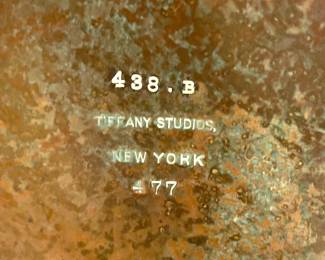 438.B
TIFFANY STUDIOS,
NEW YORK
477